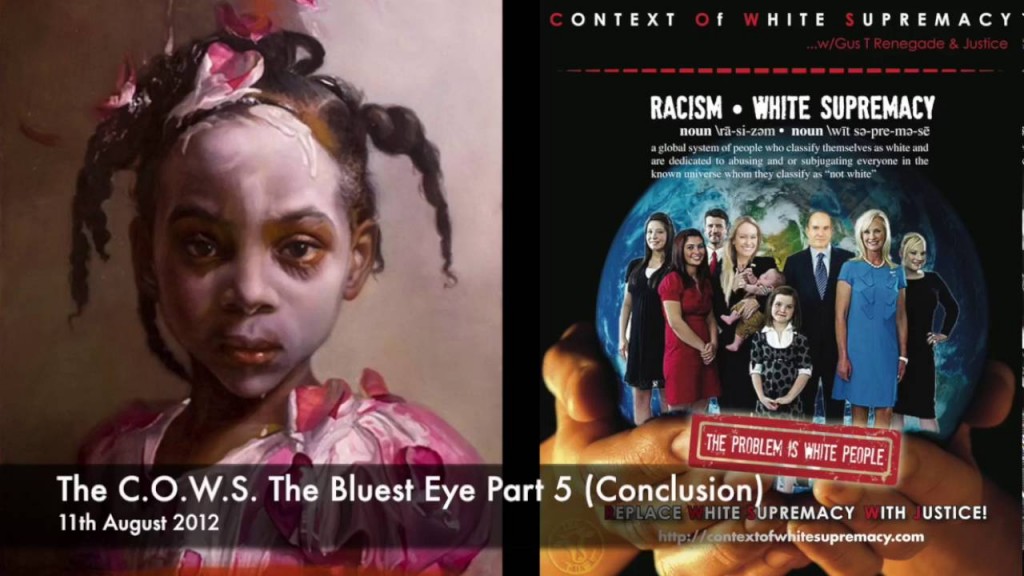 CONTEXT Of WHITE SUPREMACY
...w/Gus T Renegade & Justice
RACISM • WHITE SUPREMACY
noun \rā-si-zəm • noun \wīt sə-pre-mə-sē
a global system of people who classify themselves as white and
are dedicated to abusing and or subjugating everyone in the
known universe whom they classify as "not white"
THE PROBLEM IS WHITE PEOPLE
The C.O.W.S. The Bluest Eye Part 5 (Conclusion)
11th August 2012
REPLACE WHITE SUPREMACY WITH JUSTICE!
http://contextofwhitesupremacy.com